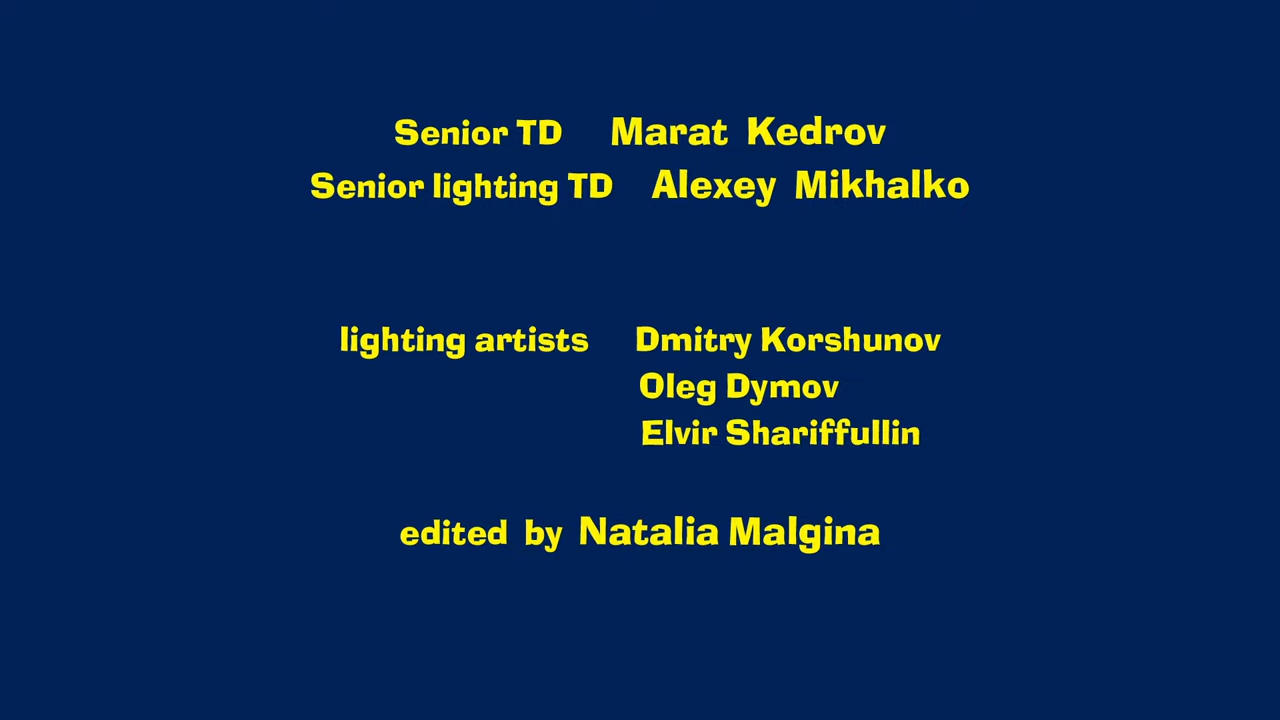 Senior TD Marat Kedrov
Senior lighting TD Alexey Mikhalko
lighting artists Dmitry Korshunov
Oleg Dymov
Elvir Shariffullin
edited by Natalia Malgina